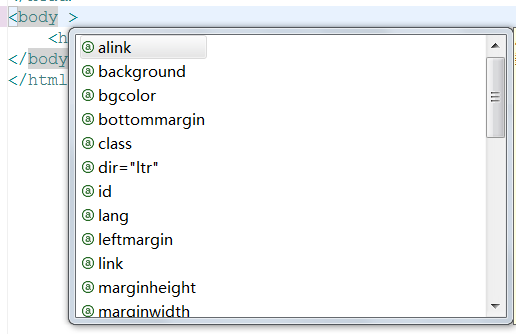 <body >
<h
</body
</html
alink
background
bgcolor
bottommargin
class
dir="ltr"
id
lang
leftmargin
link
marginheight
marginwidth